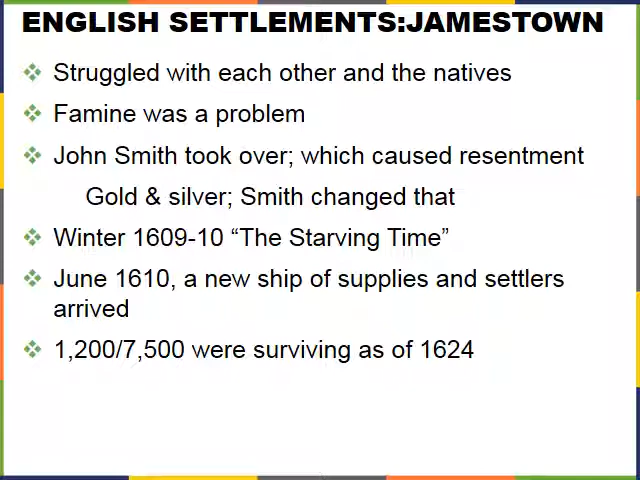 ENGLISH SETTLEMENTS:JAMESTOWN
Struggled with each other and the natives
Famine was a problem
John Smith took over; which caused resentment
Gold & silver; Smith changed that
Winter 1609-10 “The Starving Time”
June 1610, a new ship of supplies and settlers
arrived
1,200/7,500 were surviving as of 1624